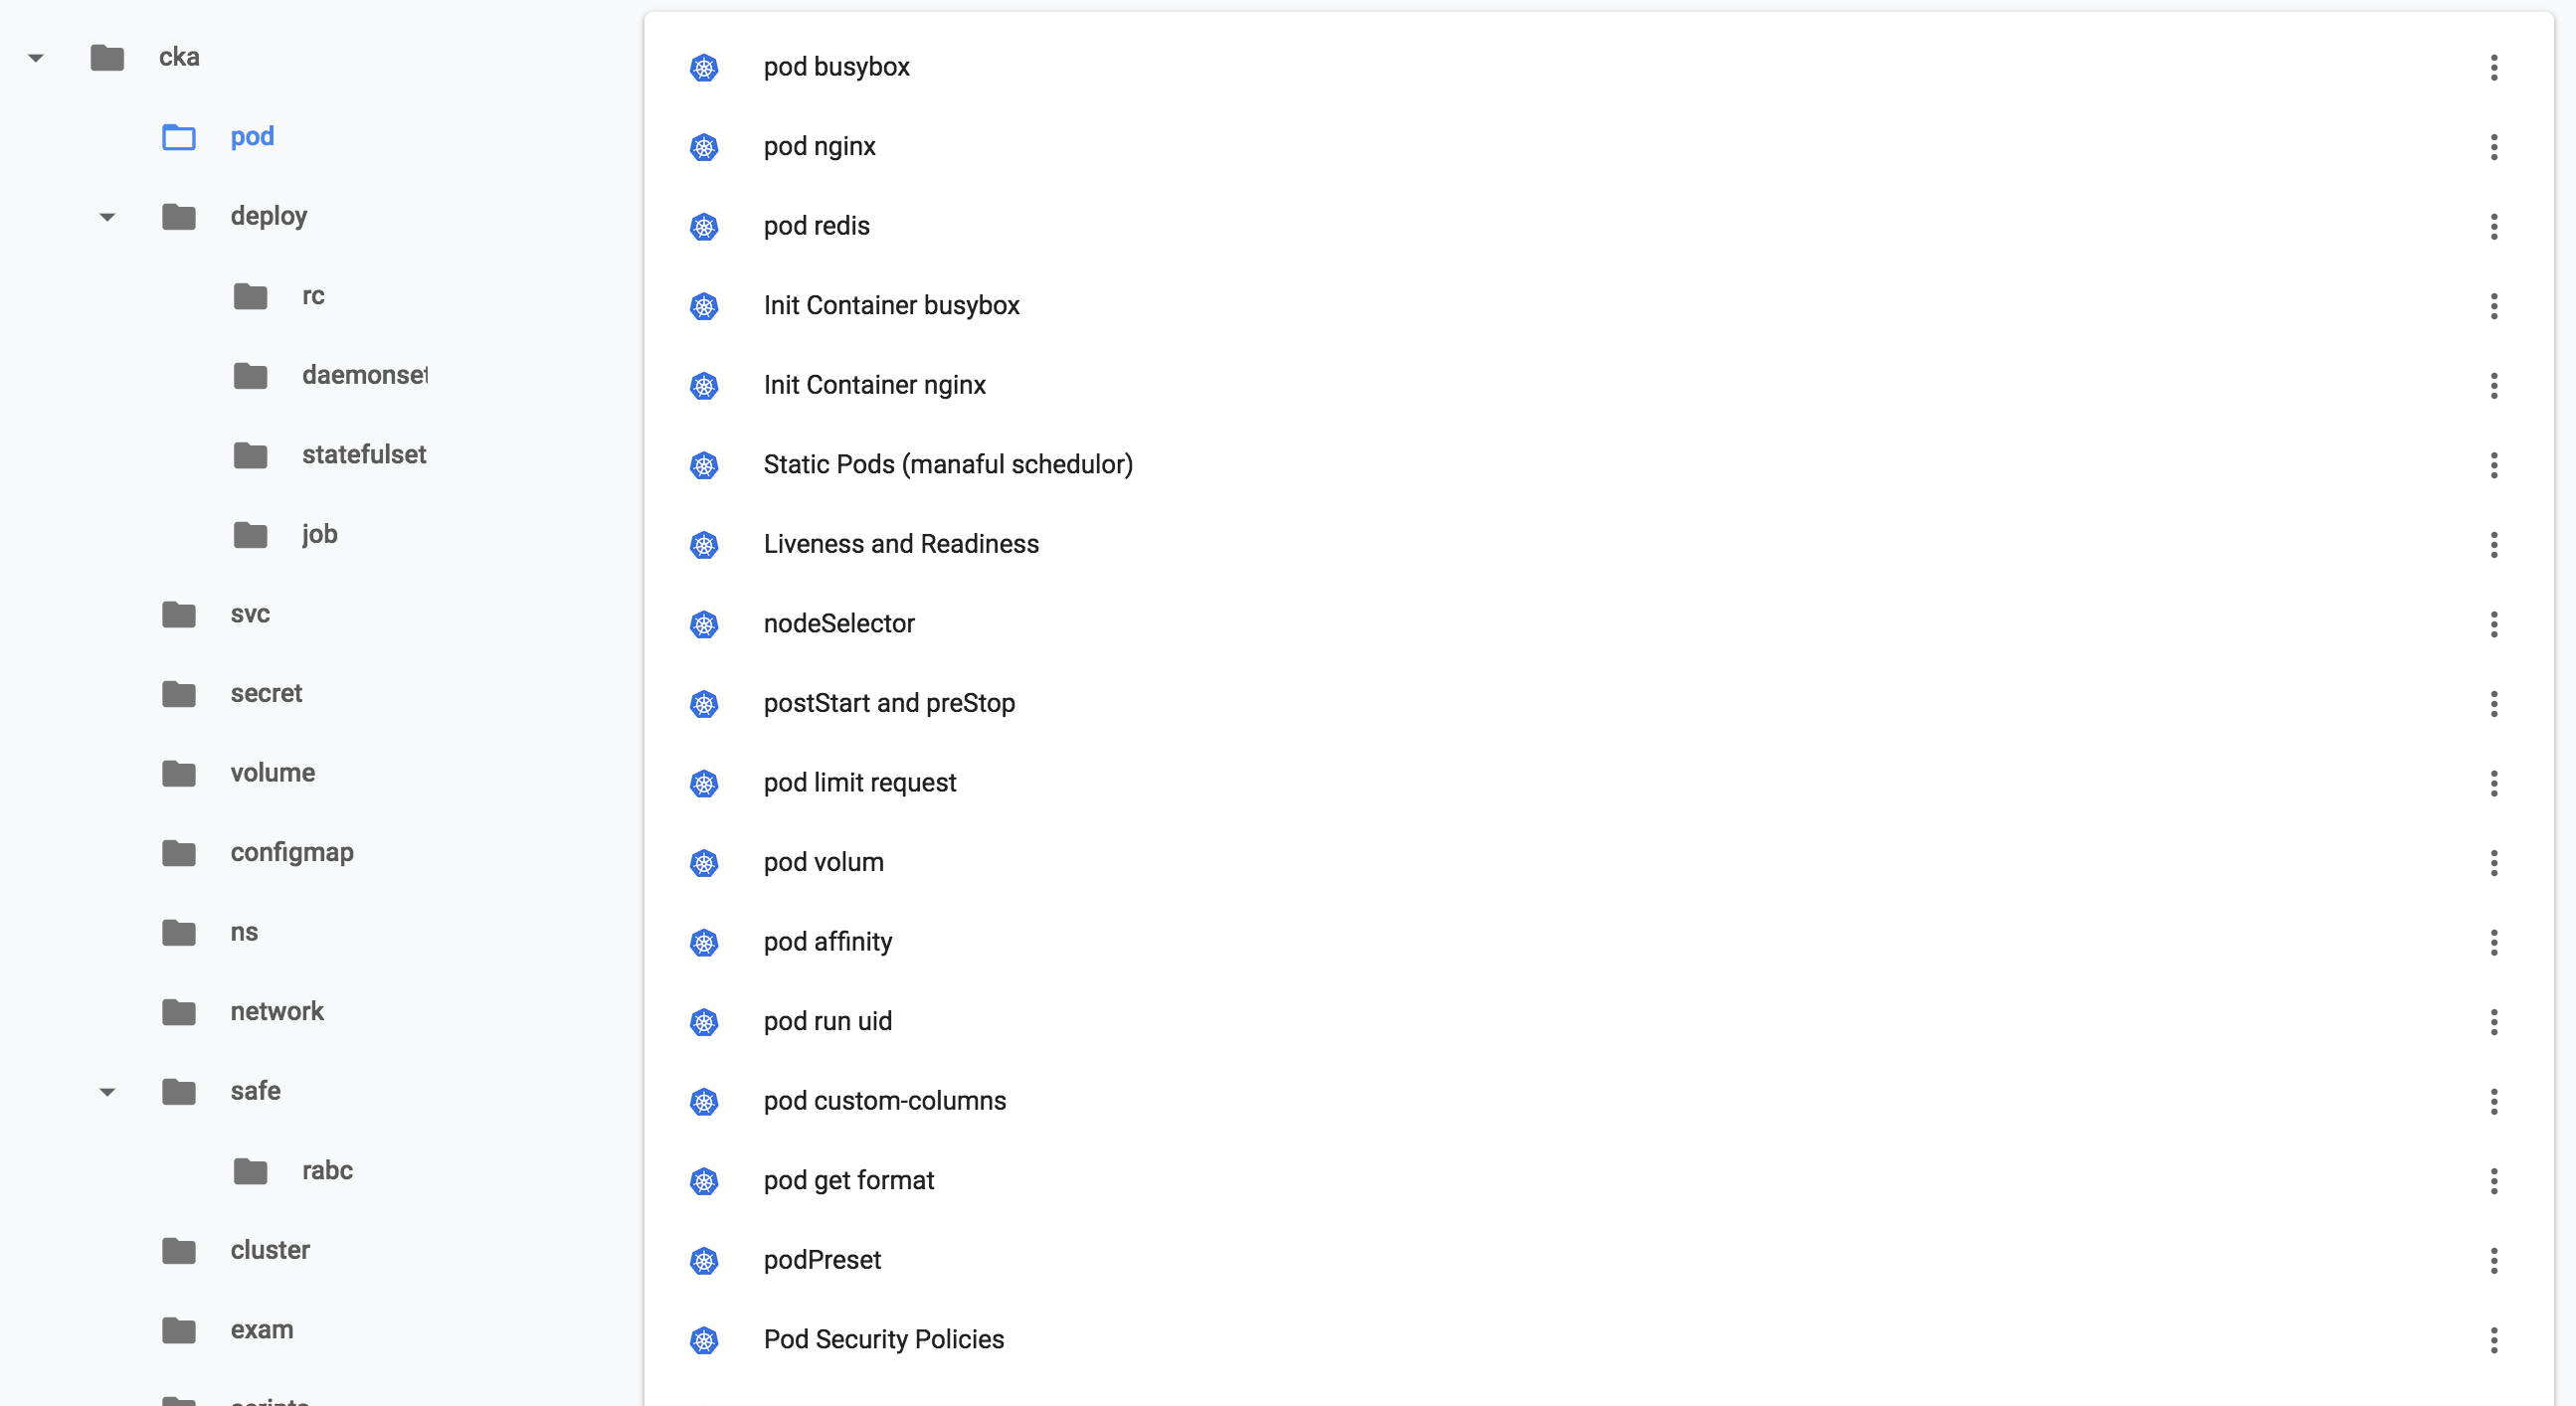 cka
pod
deploy
rc
daemonset
statefulset
job
svc
secret
volume
configmap
ns
network
safe
rabc
cluster
exam
scripts
pod busybox
pod nginx
pod redis
Init Container busybox
Init Container nginx
Static Pods (manaful schedulor)
Liveness and Readiness
nodeSelector
postStart and preStop
pod limit request
pod volum
pod affinity
pod run uid
pod custom-columns
pod get format
podPreset
Pod Security Policies